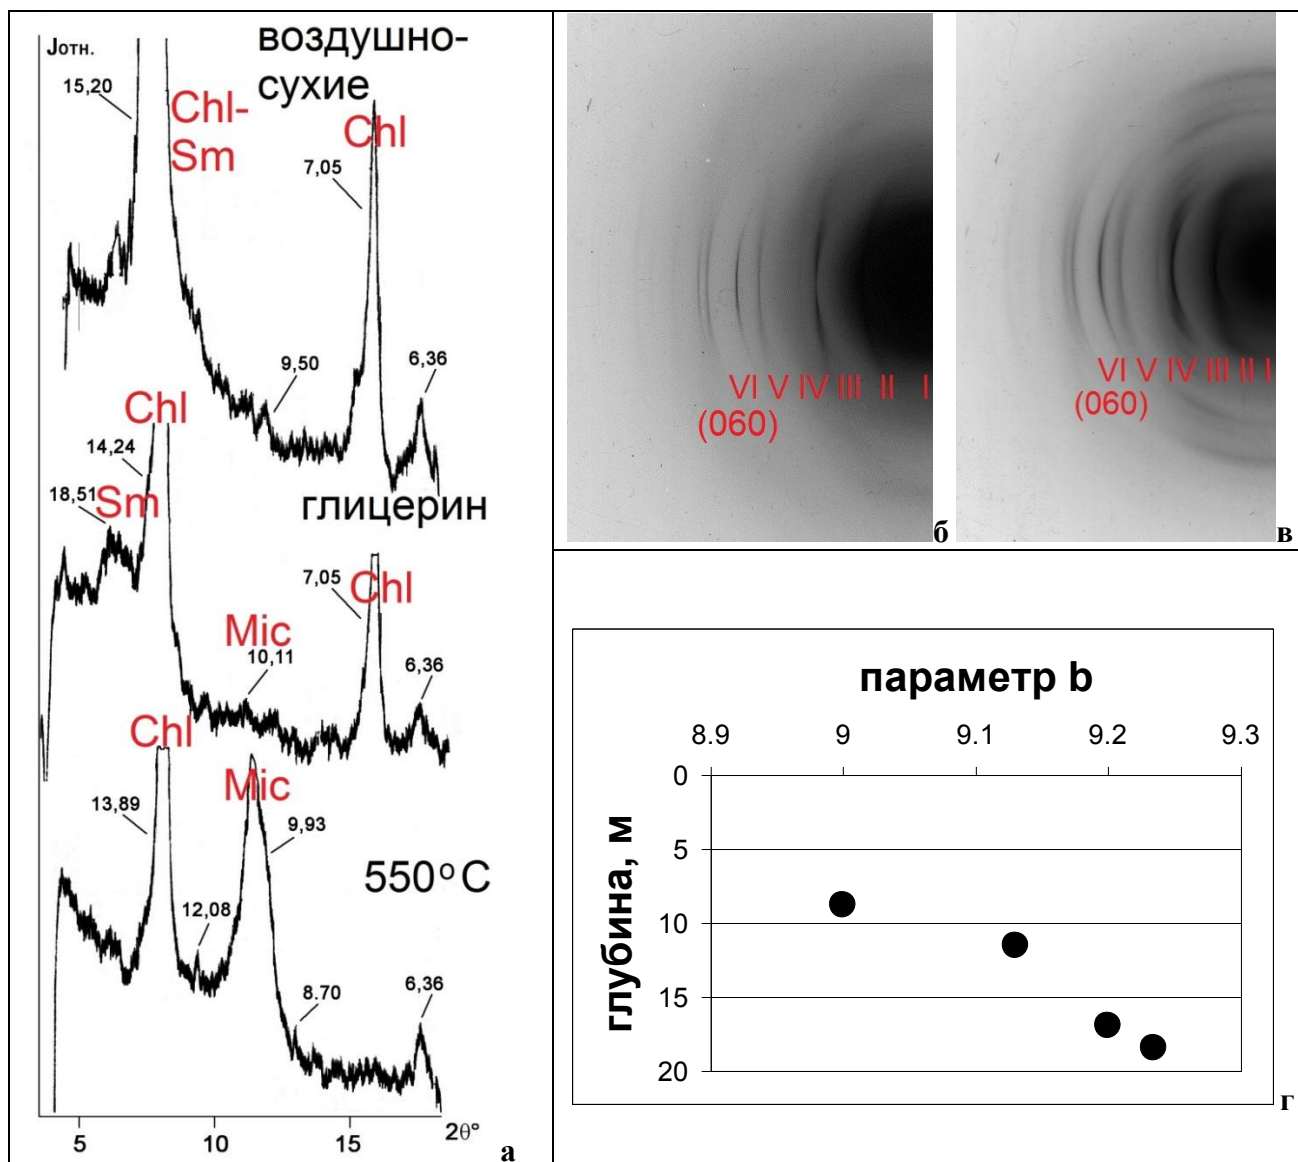 Jотн.
воздушно-
сухие
15,20
Chl-
Sm
Chl
7,05
9,50
6,36
Chl
14,24
18,51
Sm
глицерин
7,05
Chl
Mic
10,11
6,36
Chl
Mic
13,89
9,93
550°C
12,08
8.70
6,36
5 10 15 2θ°
а
VI V IV III II I
(060)
б
VI V IV III II I
(060)
в
параметр b
8.9 9 9.1 9.2 9.3
глубина, м
0
5
10
15
20
г